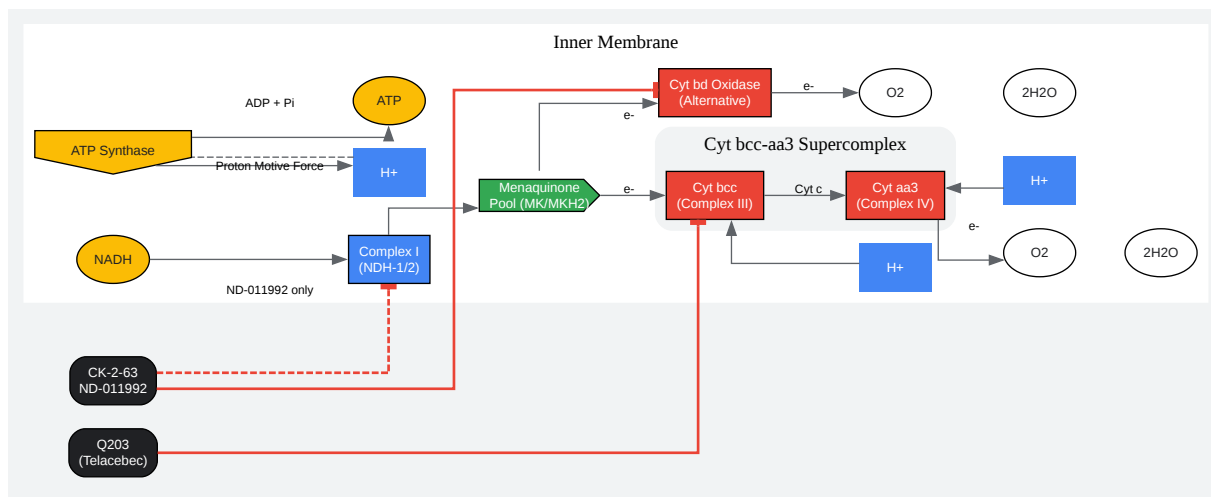 Inner Membrane
Cyt bd Oxidase
(Alternative)
e-
O2
2H2O
ADP + Pi
ATP
e-
ATP Synthase
Cyt bcc-aa3 Supercomplex
Proton Motive Force
H+
Menaquinone
Pool (MK/MKH2)
e-
Cyt bcc
(Complex III)
Cyt c
Cyt aa3
(Complex IV)
H+
e-
NADH
Complex I
(NDH-1/2)
H+
O2
2H2O
ND-011992 only
CK-2-63
ND-011992
Q203
(Telacebec)